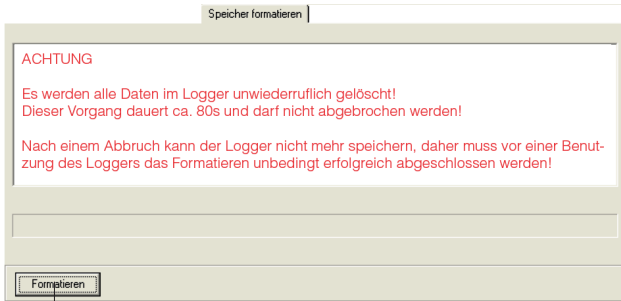 Speicher formatieren
ACHTUNG
Es werden alle Daten im Logger unwiederruflich gelöscht!
Dieser Vorgang dauert ca. 80s und darf nicht abgebrochen werden!
Nach einem Abbruch kann der Logger nicht mehr speichern, daher muss vor einer Benut-
zung des Loggers das Formatieren unbedingt erfolgreich abgeschlossen werden!
Formatieren